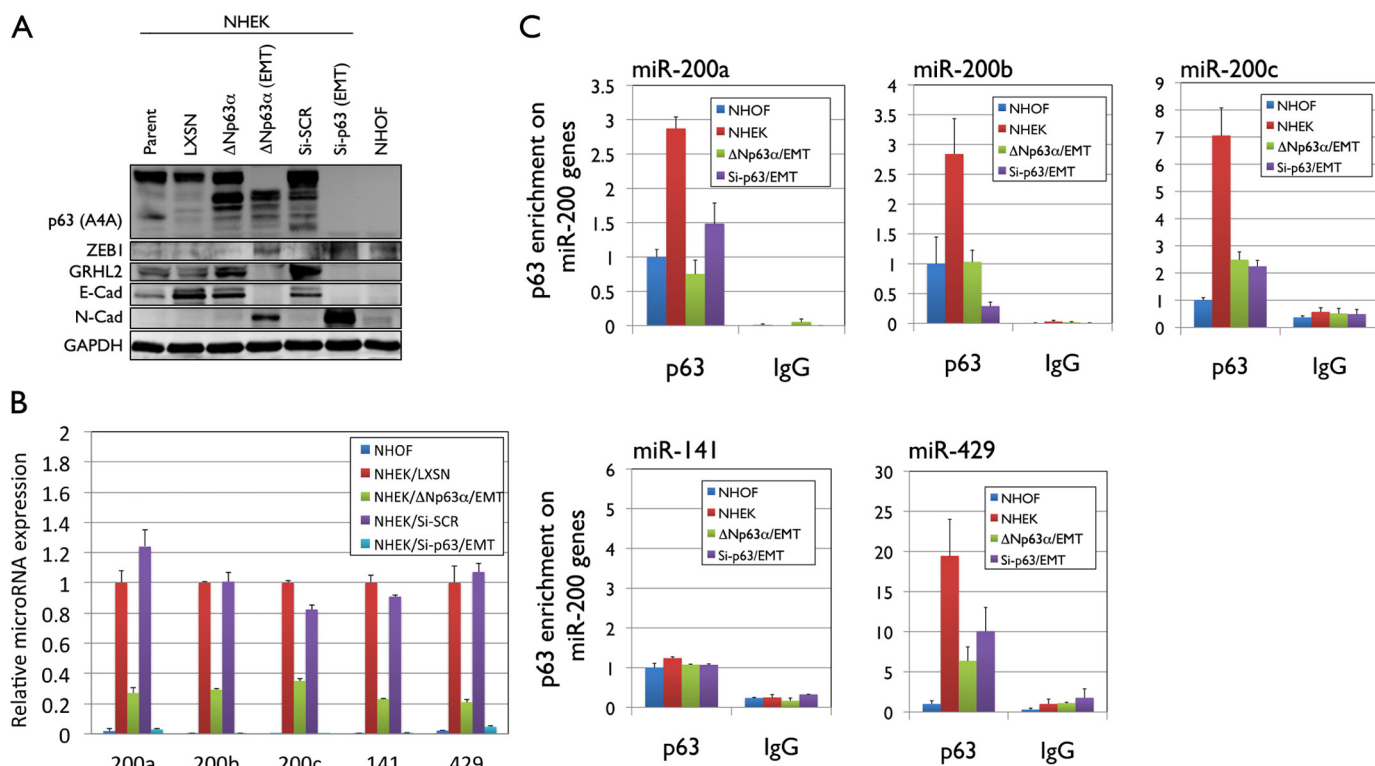 A
NHEK
Parent
LXSN
ΔNp63α
ΔNp63α (EMT)
Si-SCR
Si-p63 (EMT)
NHOF
p63 (A4A)
ZEB1
GRHL2
E-Cad
N-Cad
GAPDH
B
Relative microRNA expression
2
1.8
1.6
1.4
1.2
1
0.8
0.6
0.4
0.2
0
NHOF
NHEK/LXSN
NHEK/ΔNp63α/EMT
NHEK/Si-SCR
NHEK/Si-p63/EMT
200a 200b 200c 141 429
C
p63 enrichment on
miR-200 genes
miR-200a
3.5
3
2.5
2
1.5
1
0.5
0
NHOF
NHEK
ΔNp63α/EMT
Si-p63/EMT
p63 IgG
miR-200b
4
3.5
3
2.5
2
1.5
1
0.5
0
NHOF
NHEK
ΔNp63α/EMT
Si-p63/EMT
p63 IgG
miR-200c
9
8
7
6
5
4
3
2
1
0
NHOF
NHEK
ΔNp63α/EMT
Si-p63/EMT
p63 IgG
p63 enrichment on
miR-200 genes
miR-141
6
5
4
3
2
1
0
NHOF
NHEK
ΔNp63α/EMT
Si-p63/EMT
p63 IgG
miR-429
30
25
20
15
10
5
0
NHOF
NHEK
ΔNp63α/EMT
Si-p63/EMT
p63 IgG